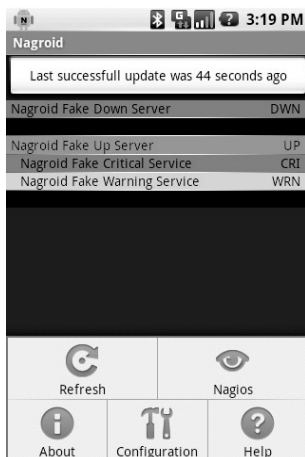 N G ? 3:19 PM
Nagroid
Last successfull update was 44 seconds ago
Nagroid Fake Down Server DWN
Nagroid Fake Up Server UP
Nagroid Fake Critical Service CRI
Nagroid Fake Warning Service WRN
Refresh Nagios
About Configuration Help